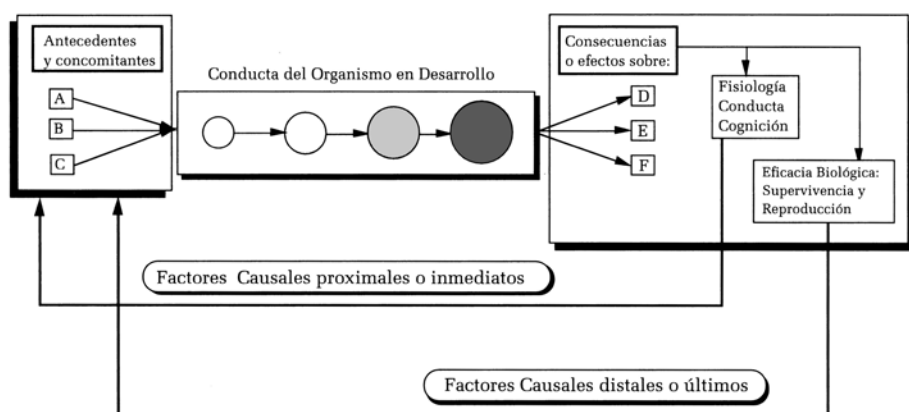 Antecedentes
y concomitantes
A
B
C
Conducta del Organismo en Desarrollo
Consecuencias
o efectos sobre:
D
E
F
Fisiología
Conducta
Cognición
Eficacia Biológica:
Supervivencia y
Reproducción
Factores Causales proximales o inmediatos
Factores Causales distales o últimos